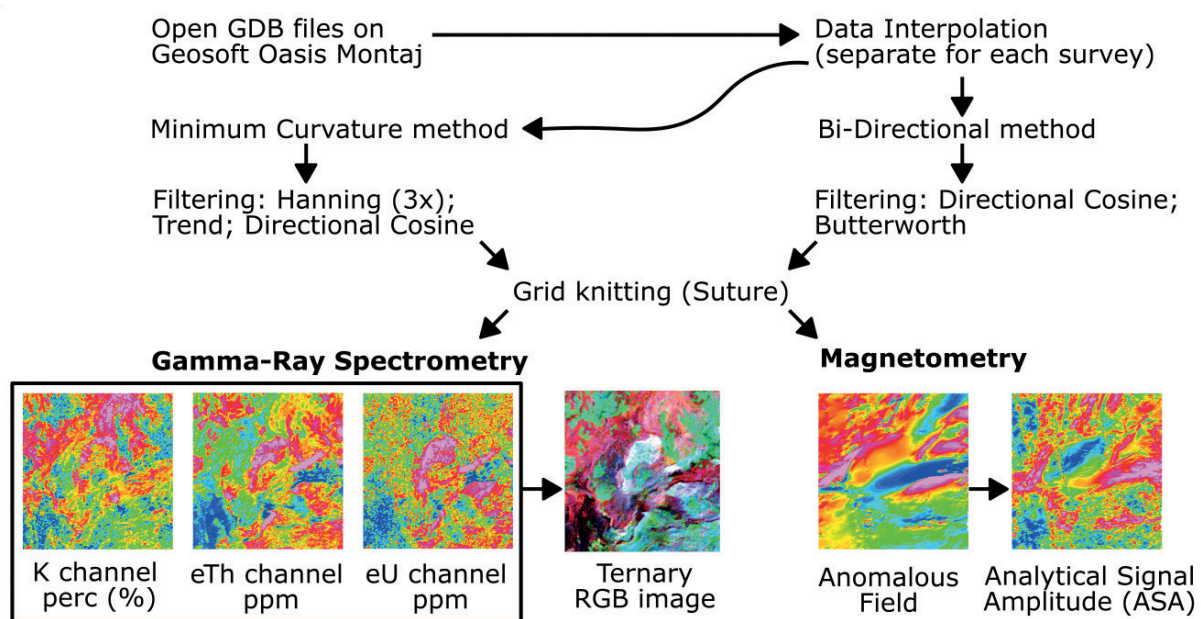 Open GDB files on
Geosoft Oasis Montaj
Data Interpolation
(separate for each survey)
Minimum Curvature method
Bi-Directional method
Filtering: Hanning (3x);
Trend; Directional Cosine
Filtering: Directional Cosine;
Butterworth
Grid knitting (Suture)
Gamma-Ray Spectrometry
Magnetometry
K channel
perc (%)
eTh channel
ppm
eU channel
ppm
Ternary
RGB image
Anomalous
Field
Analytical Signal
Amplitude (ASA)